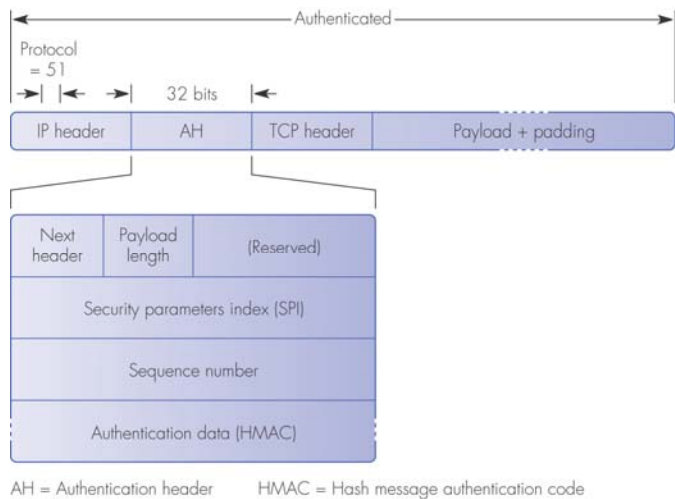 Authenticated
Protocol
= 51
32 bits
IP header
AH
TCP header
Payload + padding
Next
header
Payload
length
(Reserved)
Security parameters index (SPI)
Sequence number
Authentication data (HMAC)
AH = Authentication header
HMAC = Hash message authentication code